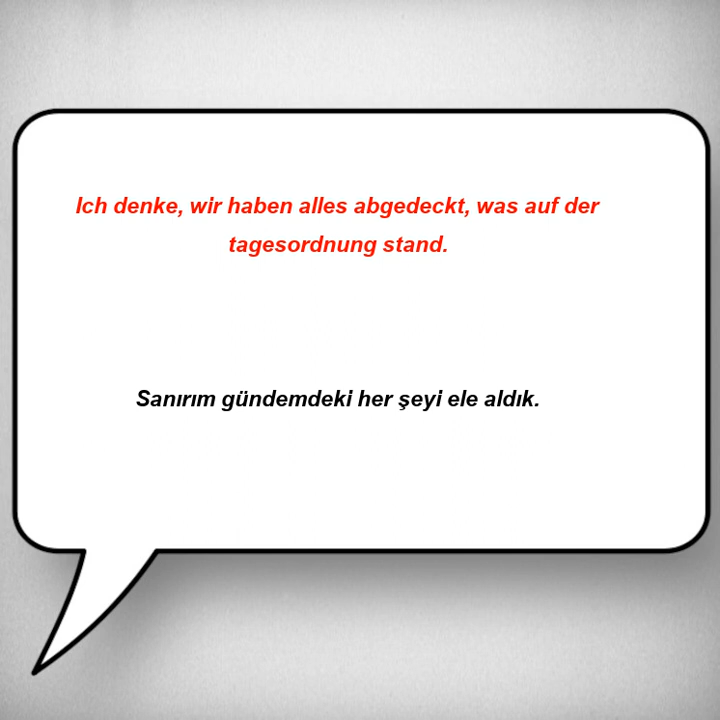 Ich denke, wir haben alles abgedeckt, was auf der
tagesordnung stand.
Sanırım gündemdeki her şeyi ele aldık.